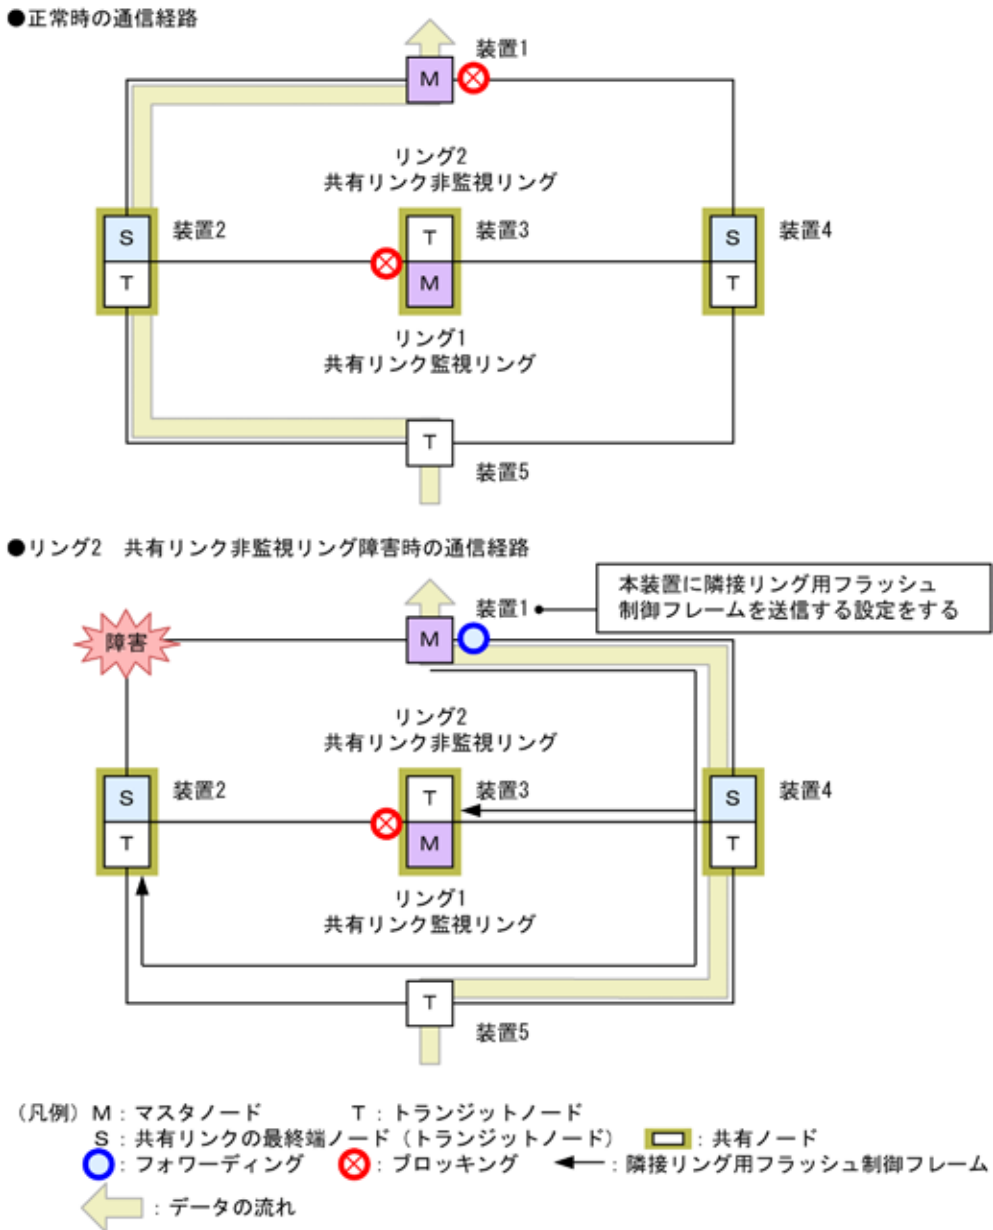 ●正常時の通信経路
装置1
M
リング2
共有リンク非監視リング
S
装置2
T
装置3
S
装置4
T
M
T
リング1
共有リンク監視リング
T
装置5
●リング2 共有リンク非監視リング障害時の通信経路
本装置に隣接リング用フラッシュ
制御フレームを送信する設定をする
装置1
障害
M
リング2
共有リンク非監視リング
S
装置2
T
装置3
S
装置4
T
M
T
リング1
共有リンク監視リング
T
装置5
(凡例) M:マスタノード T:トランジットノード
S:共有リンクの最終端ノード(トランジットノード) :共有ノード
:フォワーディング :ブロッキング :隣接リング用フラッシュ制御フレーム
:データの流れ